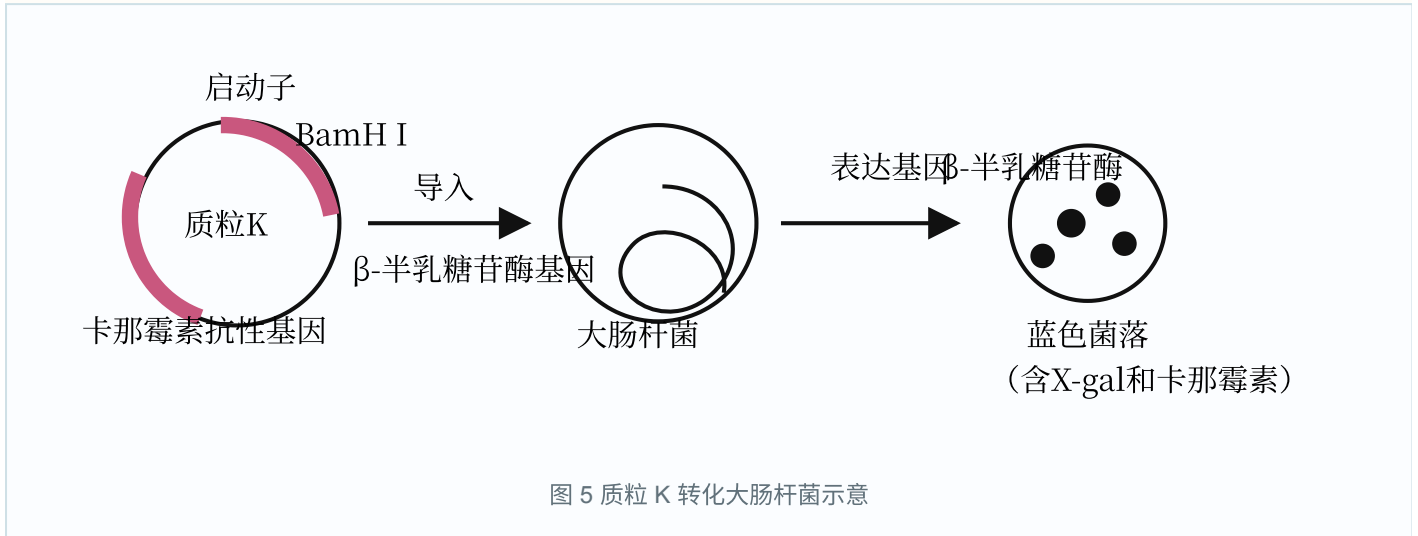 启动子
BamH I
质粒K
卡那霉素抗性基因
导入
β-半乳糖苷酶基因
大肠杆菌
表达基因
β-半乳糖苷酶
蓝色菌落
（含X-gal和卡那霉素）
图 5 质粒 K 转化大肠杆菌示意